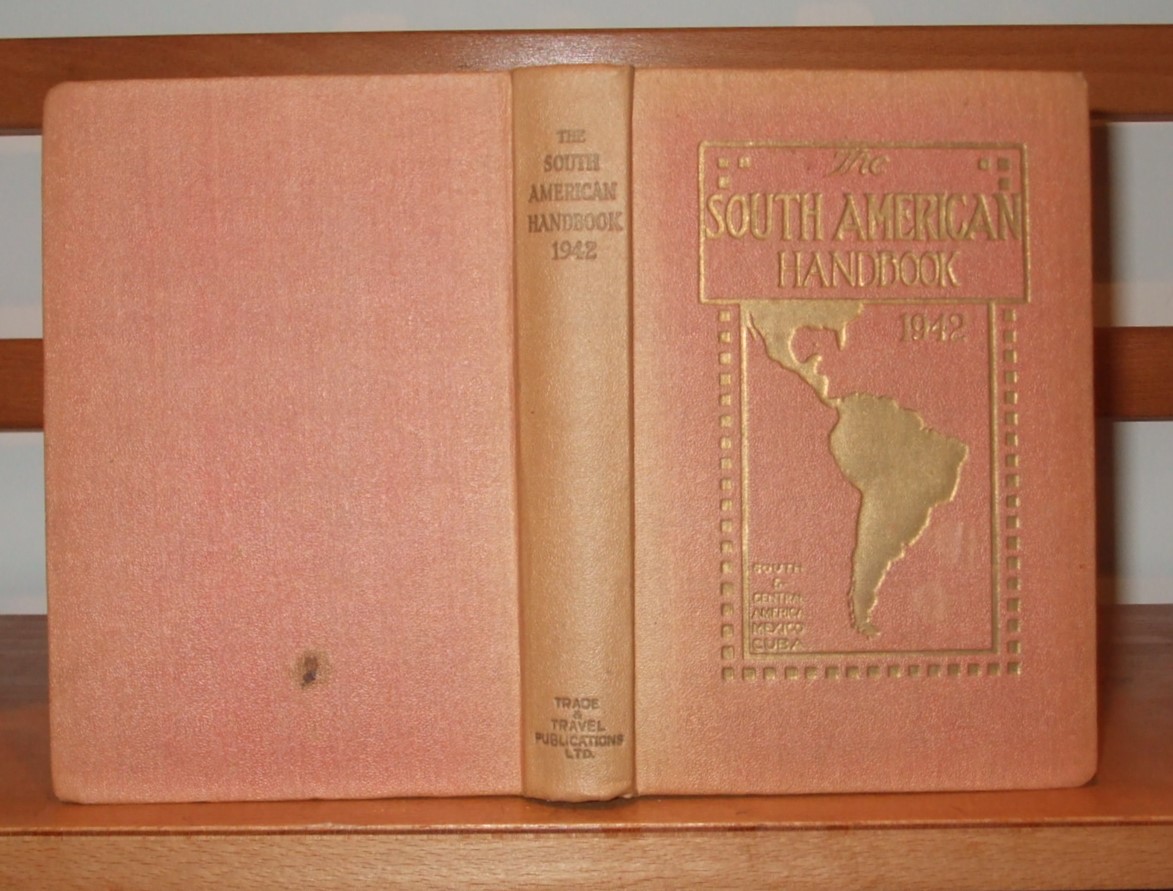 THE
SOUTH
AMERICAN
HANDBOOK
1942
TRADE
&
TRAVEL
PUBLICATIONS
LTD.
The
SOUTH AMERICAN
HANDBOOK
1942
SOUTH
&
CENTRAL
AMERICA
MEXICO
CUBA